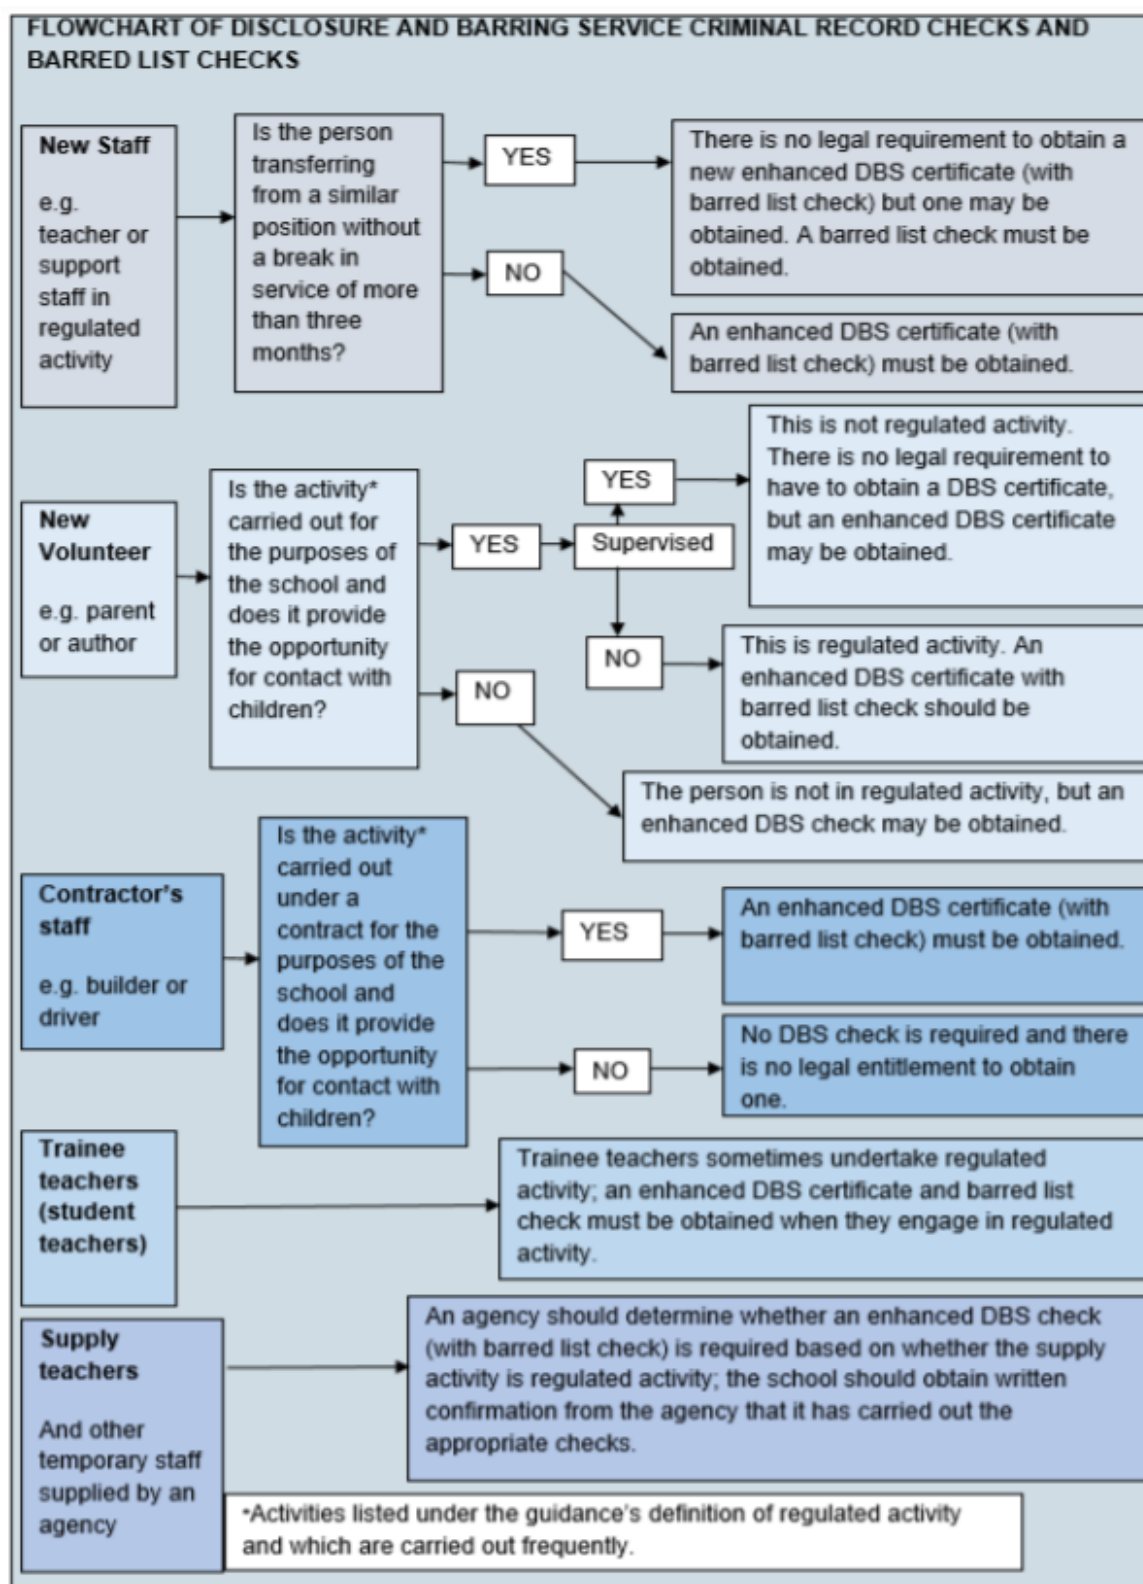 FLOWCHART OF DISCLOSURE AND BARRING SERVICE CRIMINAL RECORD CHECKS AND
BARRED LIST CHECKS
New Staff
e.g.
teacher or
support
staff in
regulated
activity
Is the person
transferring
from a similar
position without
a break in
service of more
than three
months?
YES
There is no legal requirement to obtain a
new enhanced DBS certificate (with
barred list check) but one may be
obtained. A barred list check must be
obtained.
NO
An enhanced DBS certificate (with
barred list check) must be obtained.
New
Volunteer
e.g. parent
or author
Is the activity*
carried out for
the purposes of
the school and
does it provide
the opportunity
for contact with
children?
YES
Supervised
YES
This is not regulated activity.
There is no legal requirement to
have to obtain a DBS certificate,
but an enhanced DBS certificate
may be obtained.
NO
This is regulated activity. An
enhanced DBS certificate with
barred list check should be
obtained.
NO
The person is not in regulated activity, but an
enhanced DBS check may be obtained.
Contractor's
staff
e.g. builder or
driver
Is the activity*
carried out
under a
contract for the
purposes of the
school and
does it provide
the opportunity
for contact with
children?
YES
An enhanced DBS certificate (with
barred list check) must be obtained.
NO
No DBS check is required and there
is no legal entitlement to obtain
one.
Trainee
teachers
(student
teachers)
Trainee teachers sometimes undertake regulated
activity; an enhanced DBS certificate and barred list
check must be obtained when they engage in regulated
activity.
Supply
teachers
And other
temporary staff
supplied by an
agency
An agency should determine whether an enhanced DBS check
(with barred list check) is required based on whether the supply
activity is regulated activity; the school should obtain written
confirmation from the agency that it has carried out the
appropriate checks.
*Activities listed under the guidance's definition of regulated activity
and which are carried out frequently.